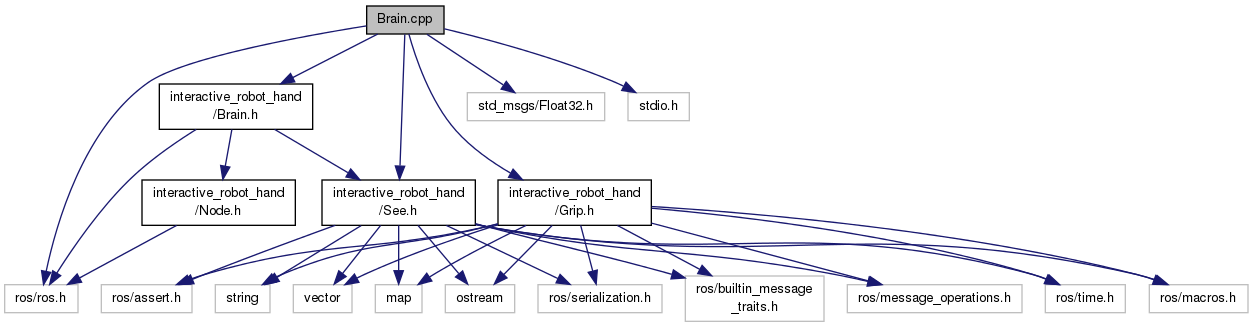 Brain.cpp
interactive_robot_hand
/Brain.h
std_msgs/Float32.h
stdio.h
interactive_robot_hand
/Node.h
interactive_robot_hand
/See.h
interactive_robot_hand
/Grip.h
ros/ros.h
ros/assert.h
string
vector
map
ostream
ros/serialization.h
ros/builtin_message
_traits.h
ros/message_operations.h
ros/time.h
ros/macros.h